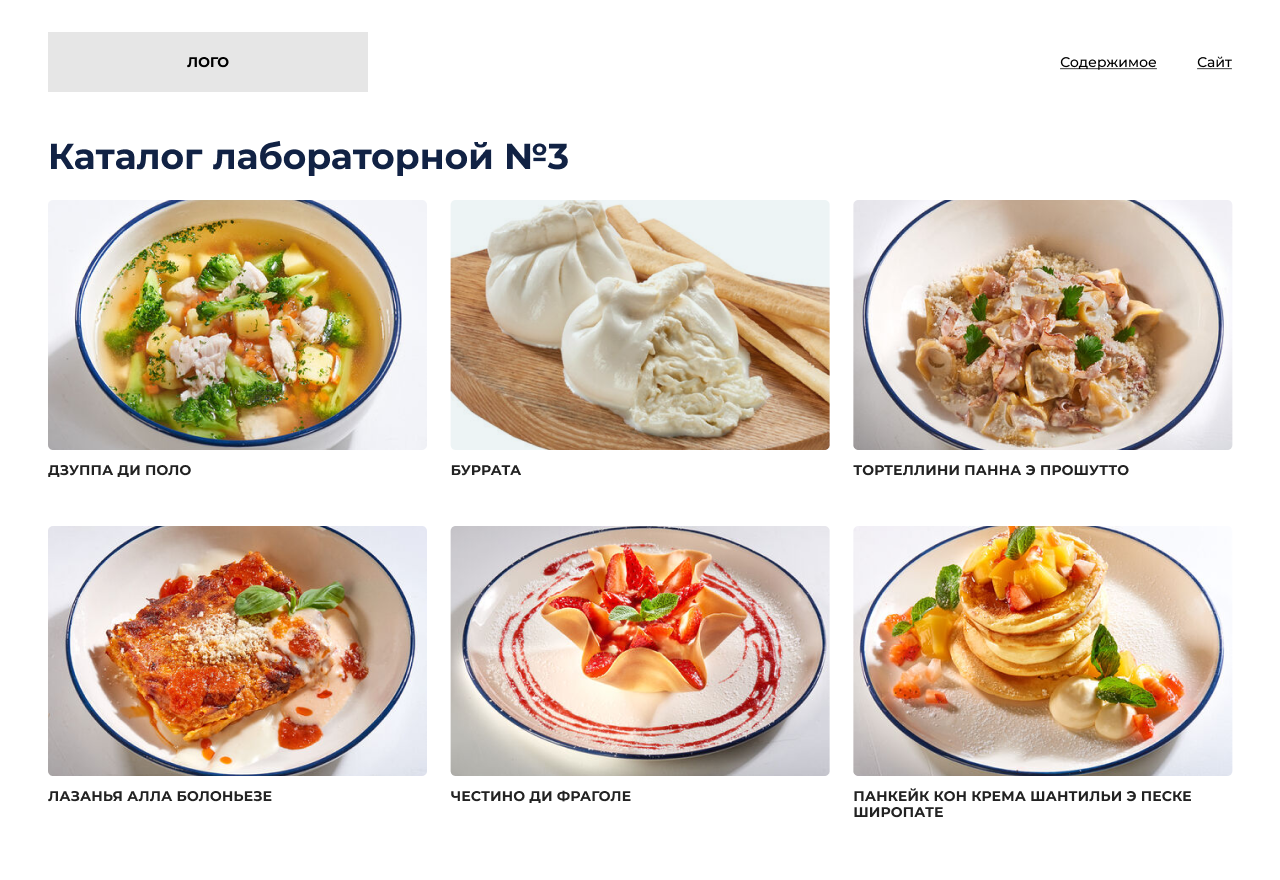 ЛОГО
Содержимое
Сайт
Каталог лабораторной №3
ДЗУППА ДИ ПОЛО
БУРРАТА
ТОРТЕЛЛИНИ ПАННА Э ПРОШУТТО
ЛАЗАНЬЯ АЛЛА БОЛОНЬЕЗЕ
ЧЕСТИНО ДИ ФРАГОЛЕ
ПАНКЕЙК КОН КРЕМА ШАНТИЛЬИ Э ПЕСКЕ
ШИРОПАТЕ